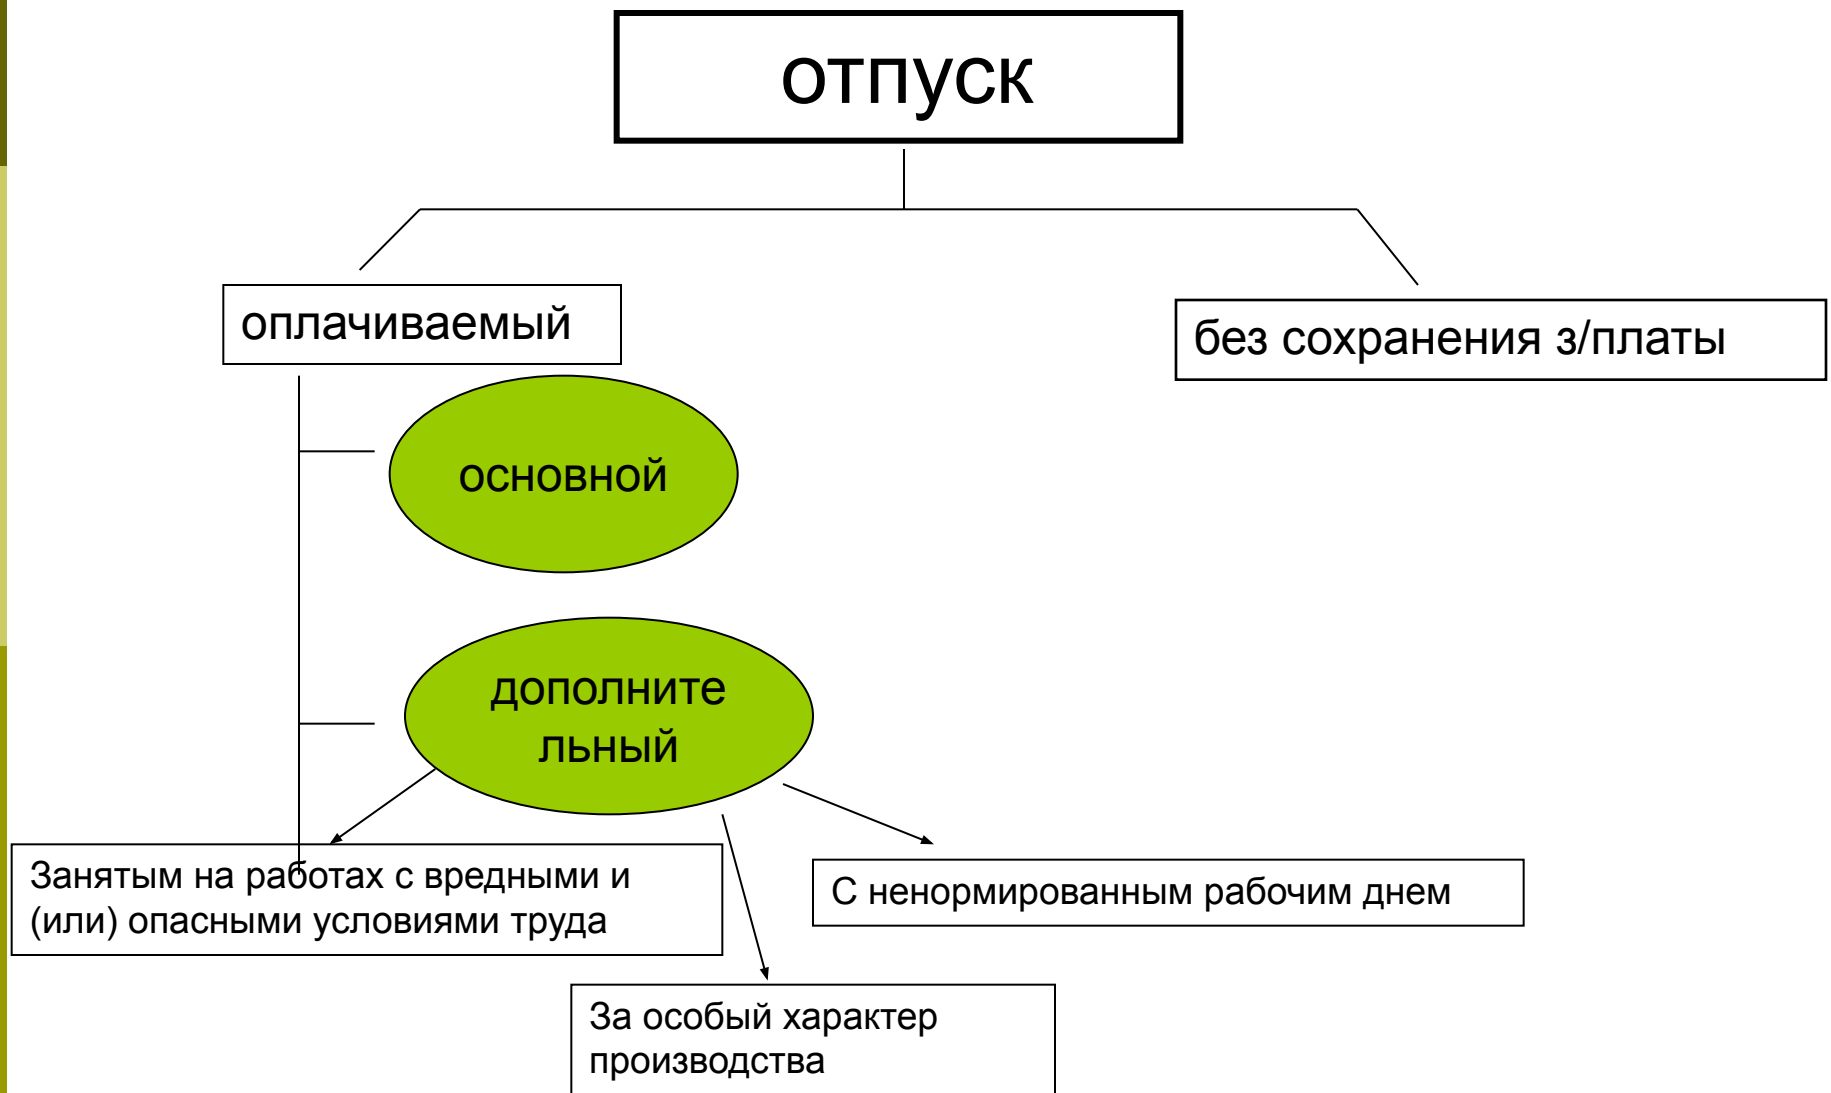 отпуск
оплачиваемый
без сохранения з/платы
основной
дополните
льный
Занятым на работах с вредными и
(или) опасными условиями труда
С ненормированным рабочим днем
За особый характер
производства